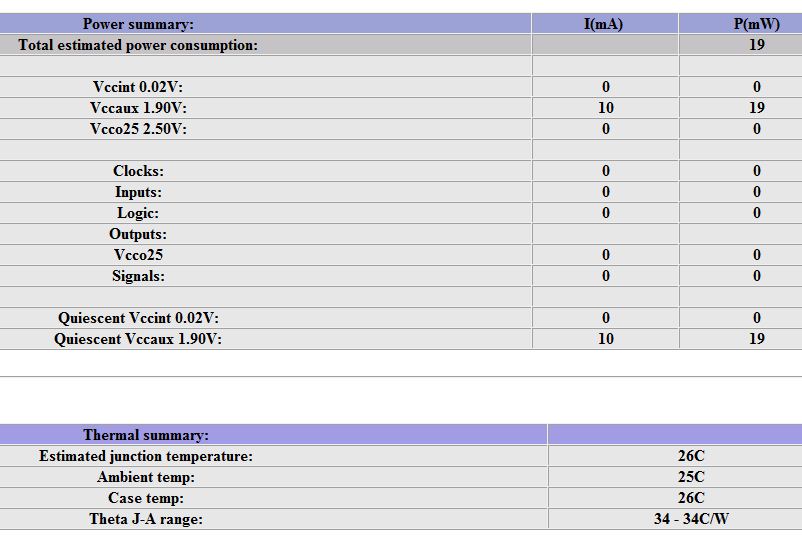 Power summary: I(mA) P(mW)
Total estimated power consumption: 19
Vccint 0.02V: 0 0
Vccaux 1.90V: 10 19
Vcco25 2.50V: 0 0
Clocks: 0 0
Inputs: 0 0
Logic: 0 0
Outputs:
Vcco25 0 0
Signals: 0 0
Quiescent Vccint 0.02V: 0 0
Quiescent Vccaux 1.90V: 10 19
Thermal summary:
Estimated junction temperature: 26C
Ambient temp: 25C
Case temp: 26C
Theta J-A range: 34 - 34C/W